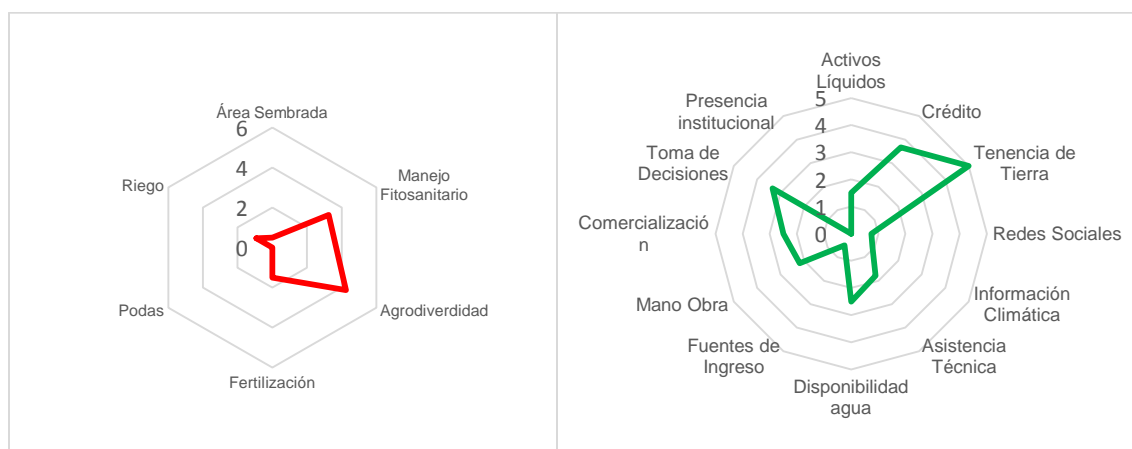 Área Sembrada
6
4
2
0
Manejo
Fitosanitario
Agrodiverdidad
Fertilización
Podas
Riego
Activos
Líquidos
5
4
3
2
1
0
Crédito
Tenencia de
Tierra
Redes Sociales
Información
Climática
Asistencia
Técnica
Disponibilidad
agua
Fuentes de
Ingreso
Mano Obra
Comercializació
n
Toma de
Decisiones
Presencia
institucional